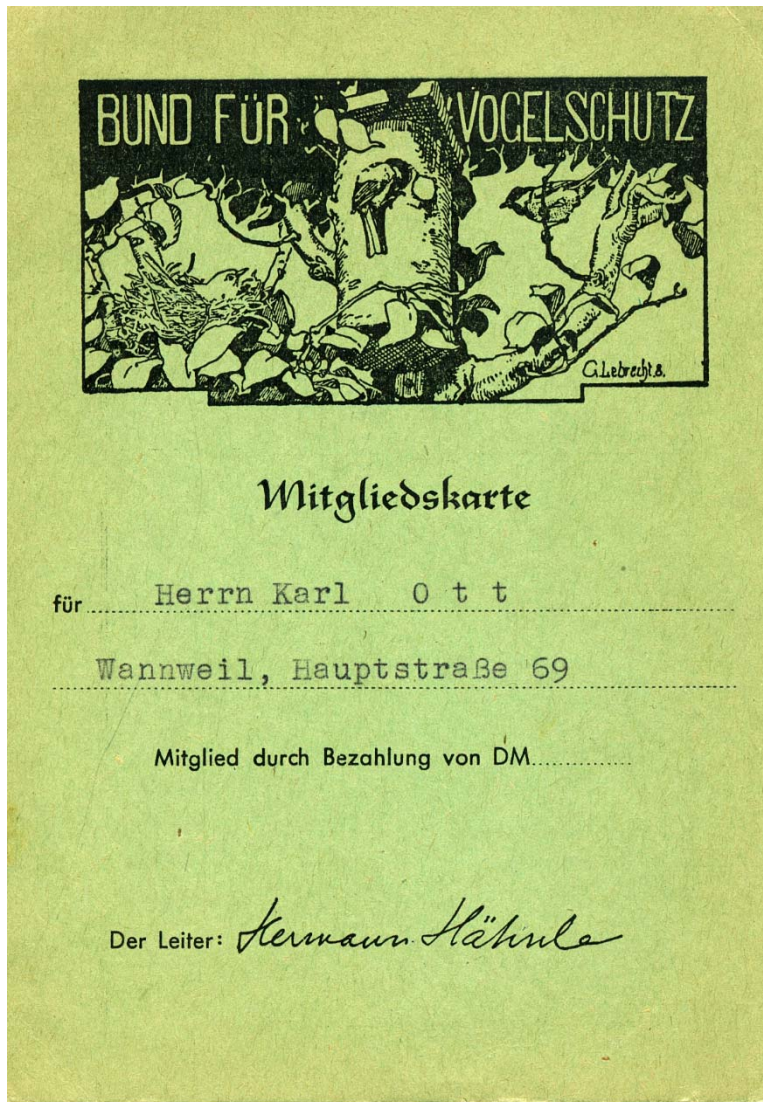 BUND FÜR VOGELSCHUTZ
G. Lebrecht. 8.
Mitgliedskarte
für Herrn Karl Ott
Wannweil, Hauptstraße 69
Mitglied durch Bezahlung von DM..............
Der Leiter: Hermann Hähnle